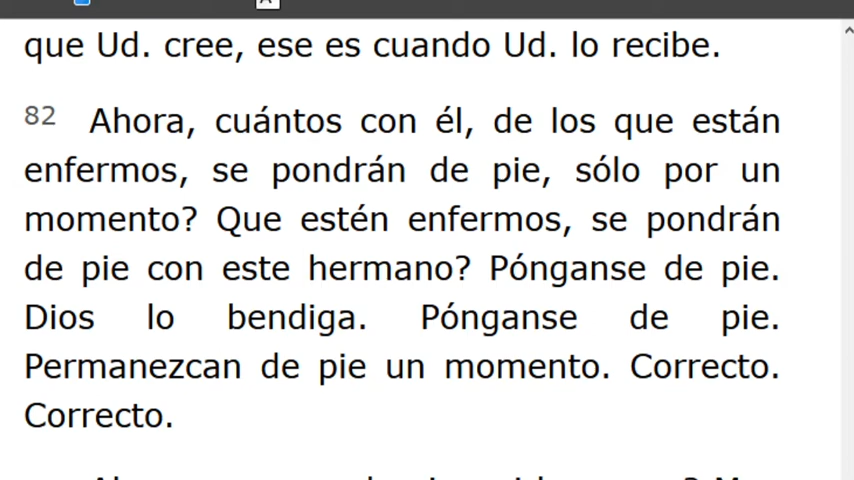 que Ud. cree, ese es cuando Ud. lo recibe.
82 Ahora, cuántos con él, de los que están
enfermos, se pondrán de pie, sólo por un
momento? Que estén enfermos, se pondrán
de pie con este hermano? Pónganse de pie.
Dios lo bendiga. Pónganse de pie.
Permanezcan de pie un momento. Correcto.
Correcto.